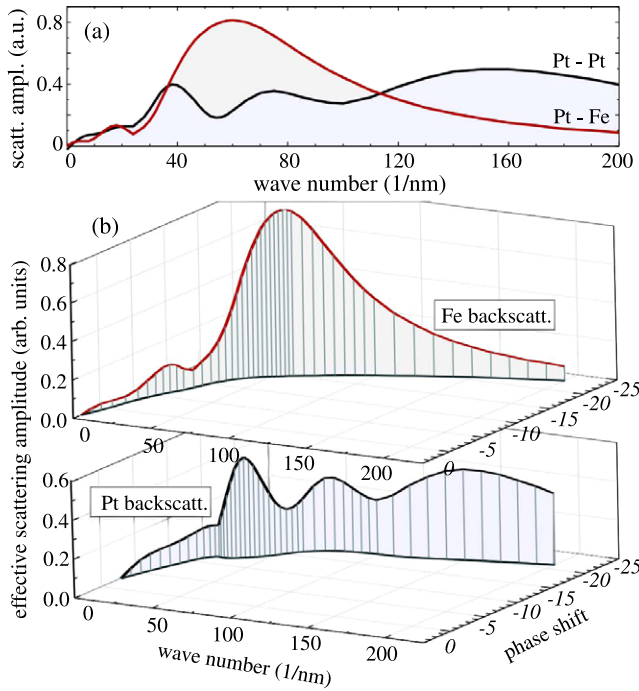 (a)
scatt. ampl. (a.u.)
0.8
0.4
0
Pt - Pt
Pt - Fe
0 40 80 120 160 200
wave number (1/nm)
(b)
effective scattering amplitude (arb. units)
0.8
0.6
0.4
0.2
0.0
Fe backscatt.
0 50 100 150 200
0 -5 -10 -15 -20 -25
0.6
0.4
0.2
0.0
Pt backscatt.
0 50 100 150 200
wave number (1/nm)
0 -5 -10 -15 -20 -25
phase shift